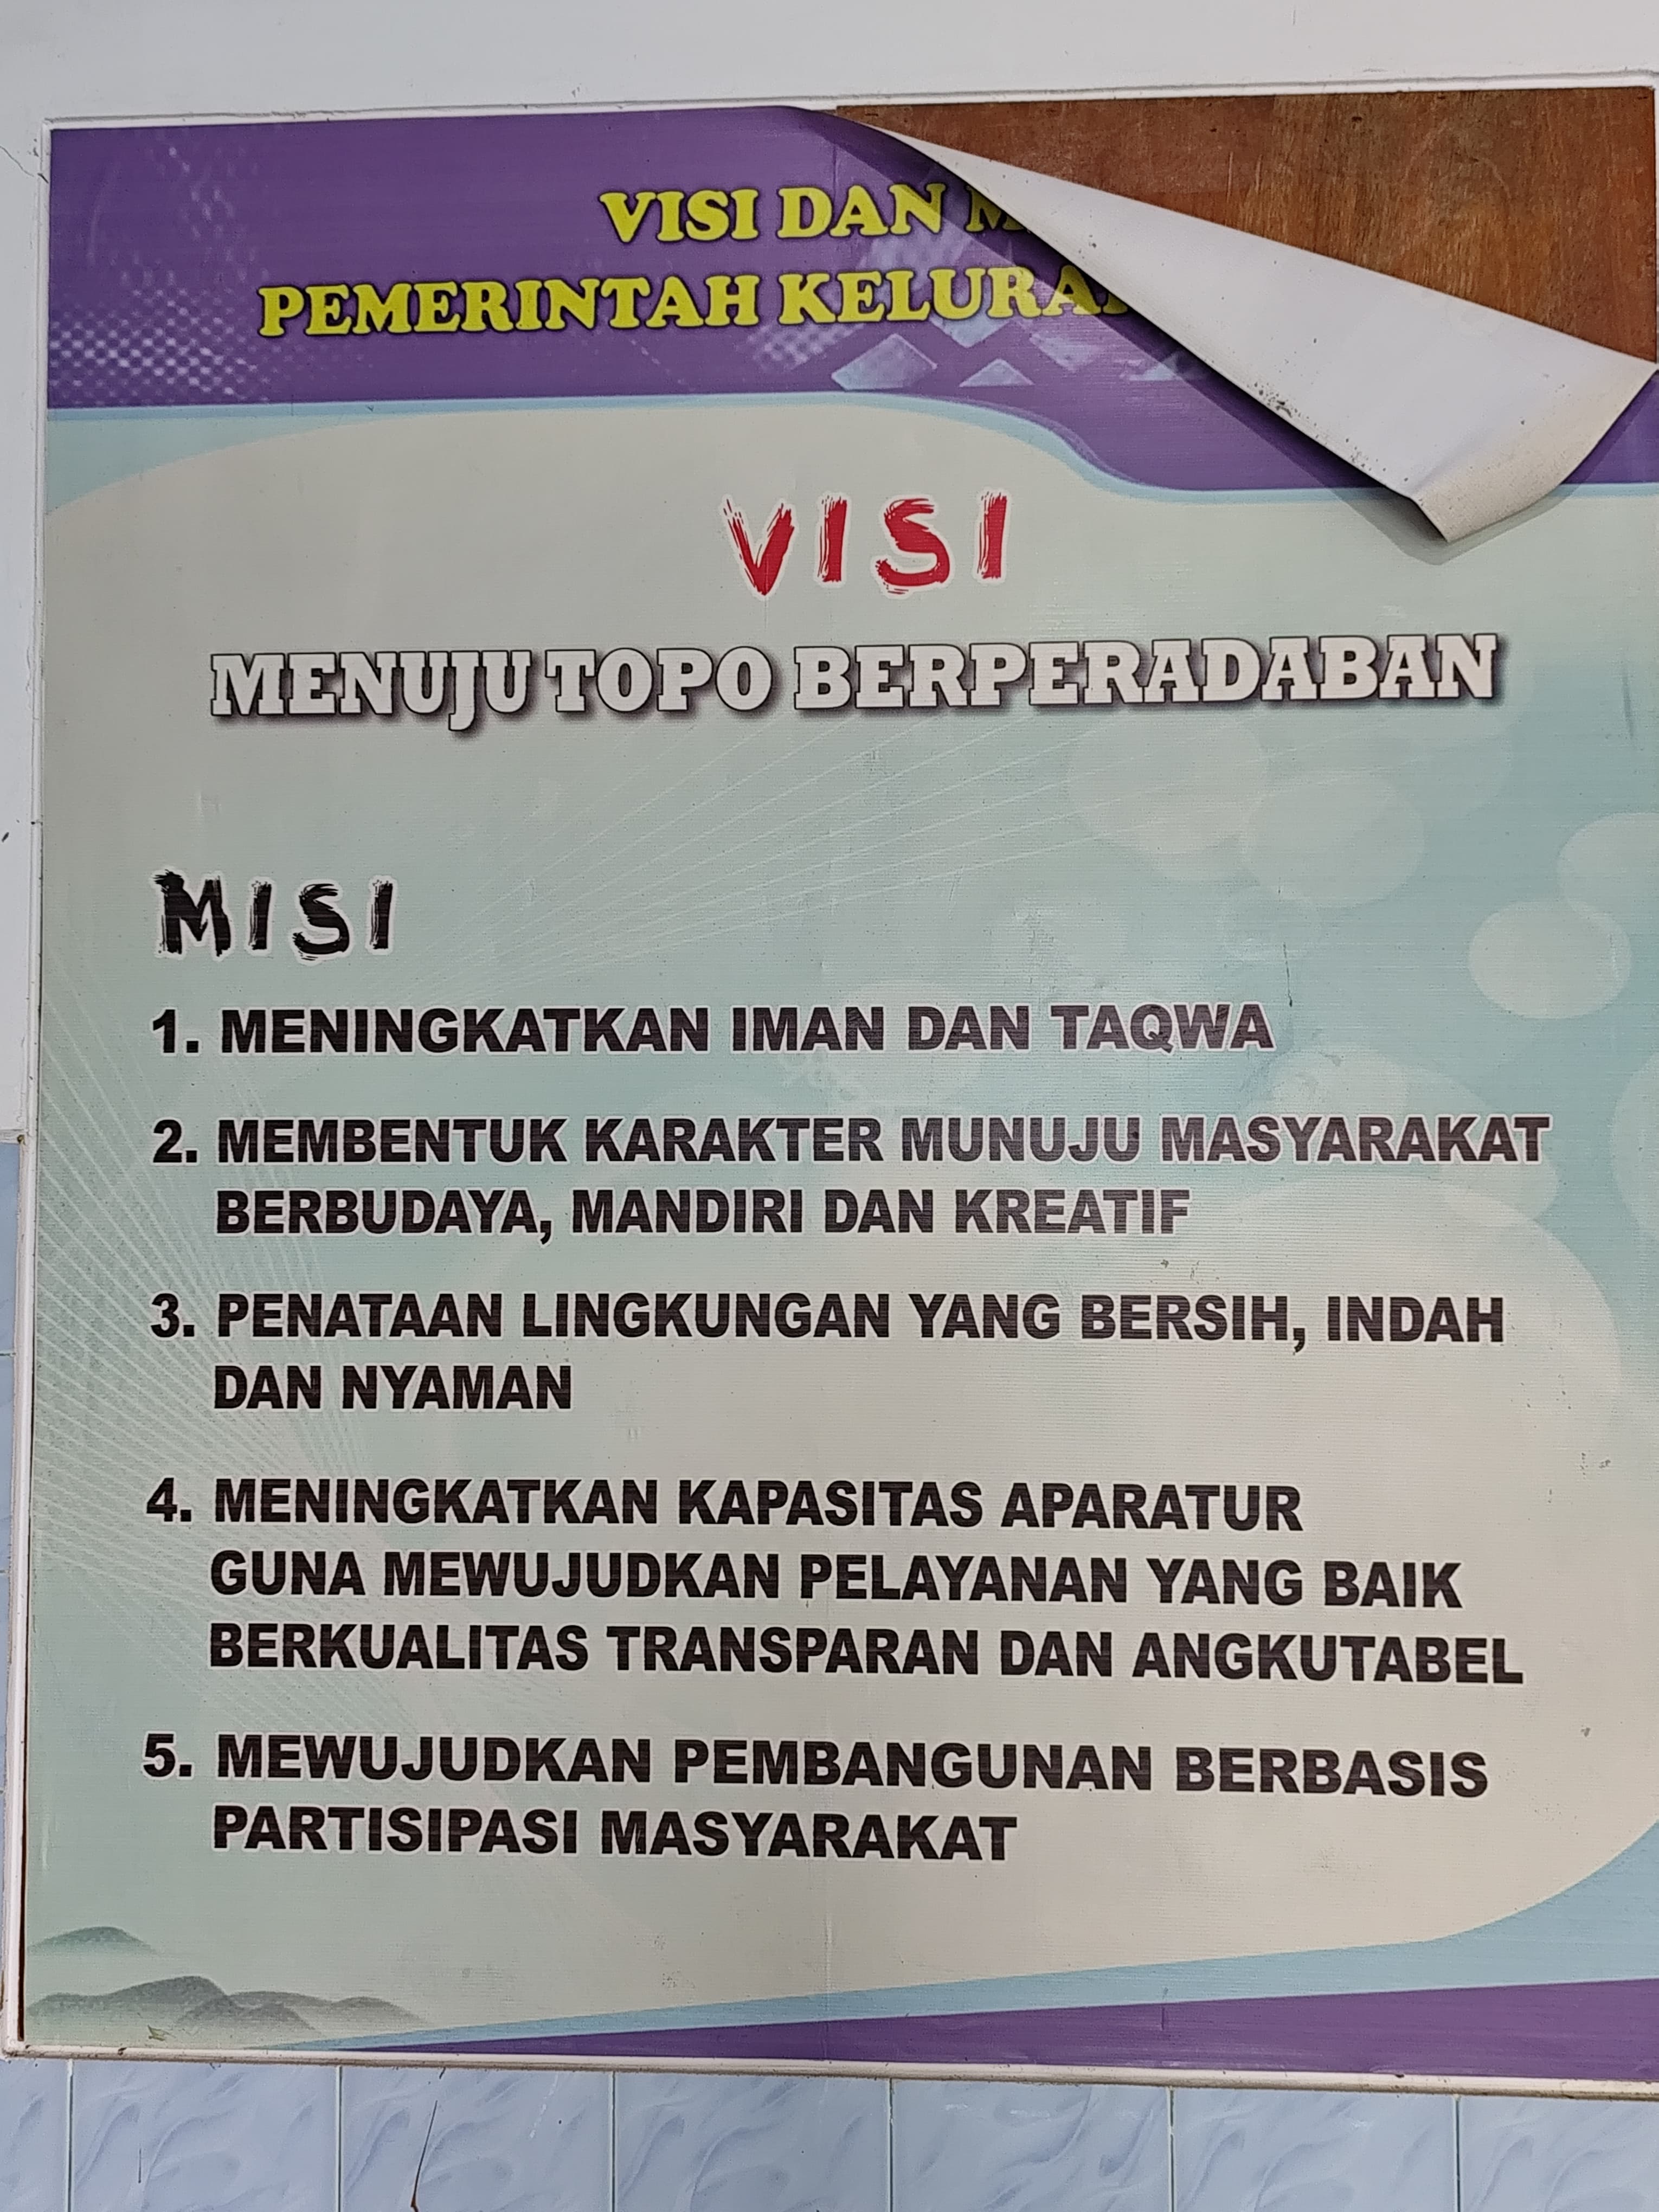 VISI DAN
PEMERINTAH
VISI
MENUJU TOPO BERPERADABAN
MISI
1. MENINGKATKAN IMAN DAN TAQWA
2. MEMBENTUK KARAKTER MUNUJU MASYARAKAT
BERBUDAYA, MANDIRI DAN KREATIF
3. PENATAAN LINGKUNGAN YANG BERSIH, INDAH
DAN NYAMAN
4. MENINGKATKAN KAPASITAS APARATUR
GUNA MEWUJUDKAN PELAYANAN YANG BAIK
BERKUALITAS TRANSPARAN DAN ANGKUTABEL
5. MEWUJUDKAN PEMBANGUNAN BERBASIS
PARTISIPASI MASYARAKAT